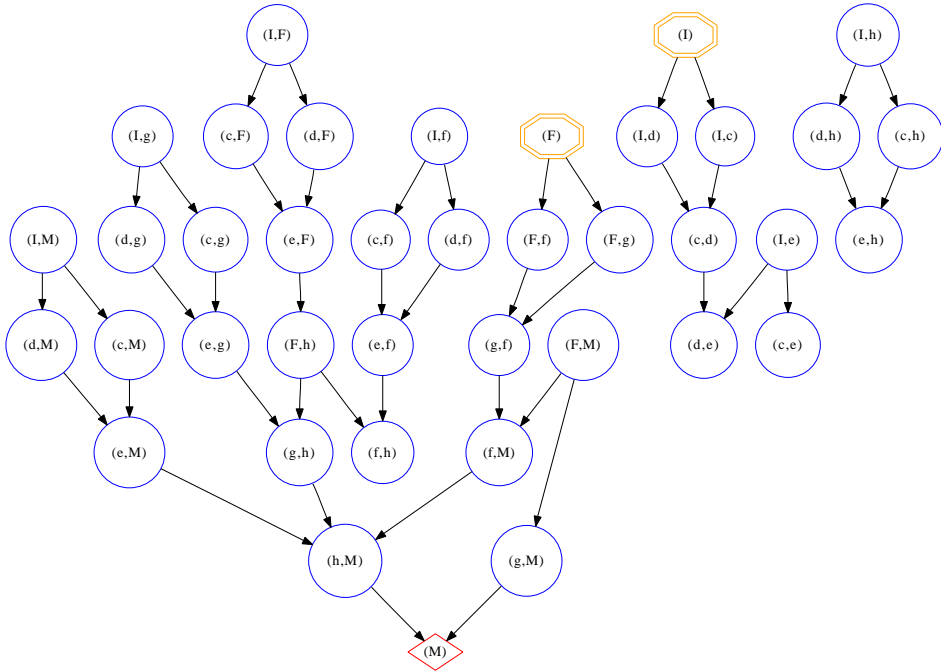 (I,F)
(I)
(I,h)
(I,g)
(c,F)
(d,F)
(I,f)
(F)
(I,d)
(I,c)
(d,h)
(c,h)
(I,M)
(d,g)
(c,g)
(e,F)
(c,f)
(d,f)
(F,f)
(F,g)
(c,d)
(I,e)
(e,h)
(d,M)
(c,M)
(e,g)
(F,h)
(e,f)
(g,f)
(F,M)
(d,e)
(c,e)
(e,M)
(g,h)
(f,h)
(f,M)
(h,M)
(g,M)
(M)